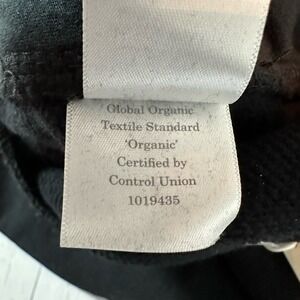 Global Organic
Textile Standard
'Organic'
Certified by
Control Union
1019435